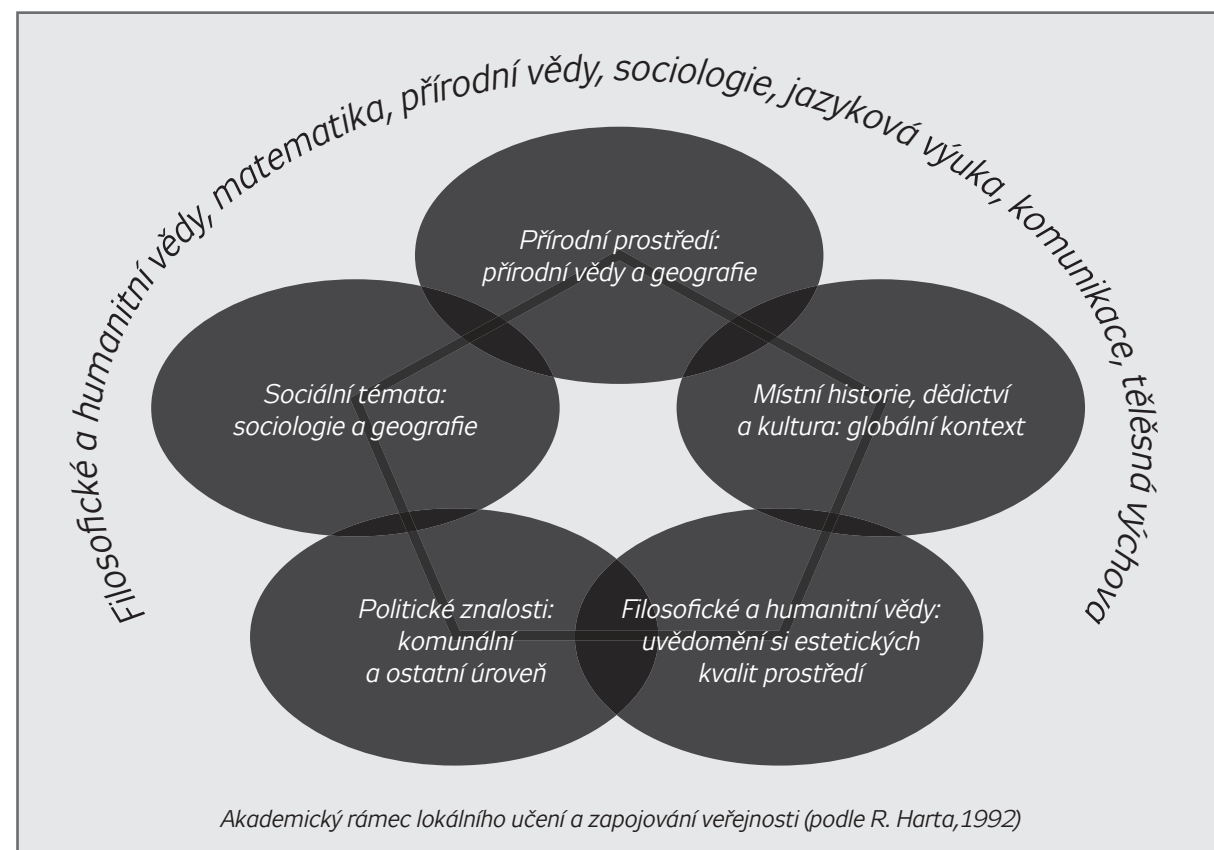 Filosofické a humanitní vědy, matematika, přírodní vědy, sociologie, jazyková výuka, komunikace, tělěsná výchova
Přírodní prostředí:
přírodní vědy a geografie
Sociální témata:
sociologie a geografie
Místní historie, dědictví
a kultura: globální kontext
Politické znalosti:
komunální
a ostatní úroveň
Filosofické a humanitní vědy:
uvědomění si estetických
kvalit prostředí
Akademický rámec lokálního učení a zapojování veřejnosti (podle R. Harta,1992)